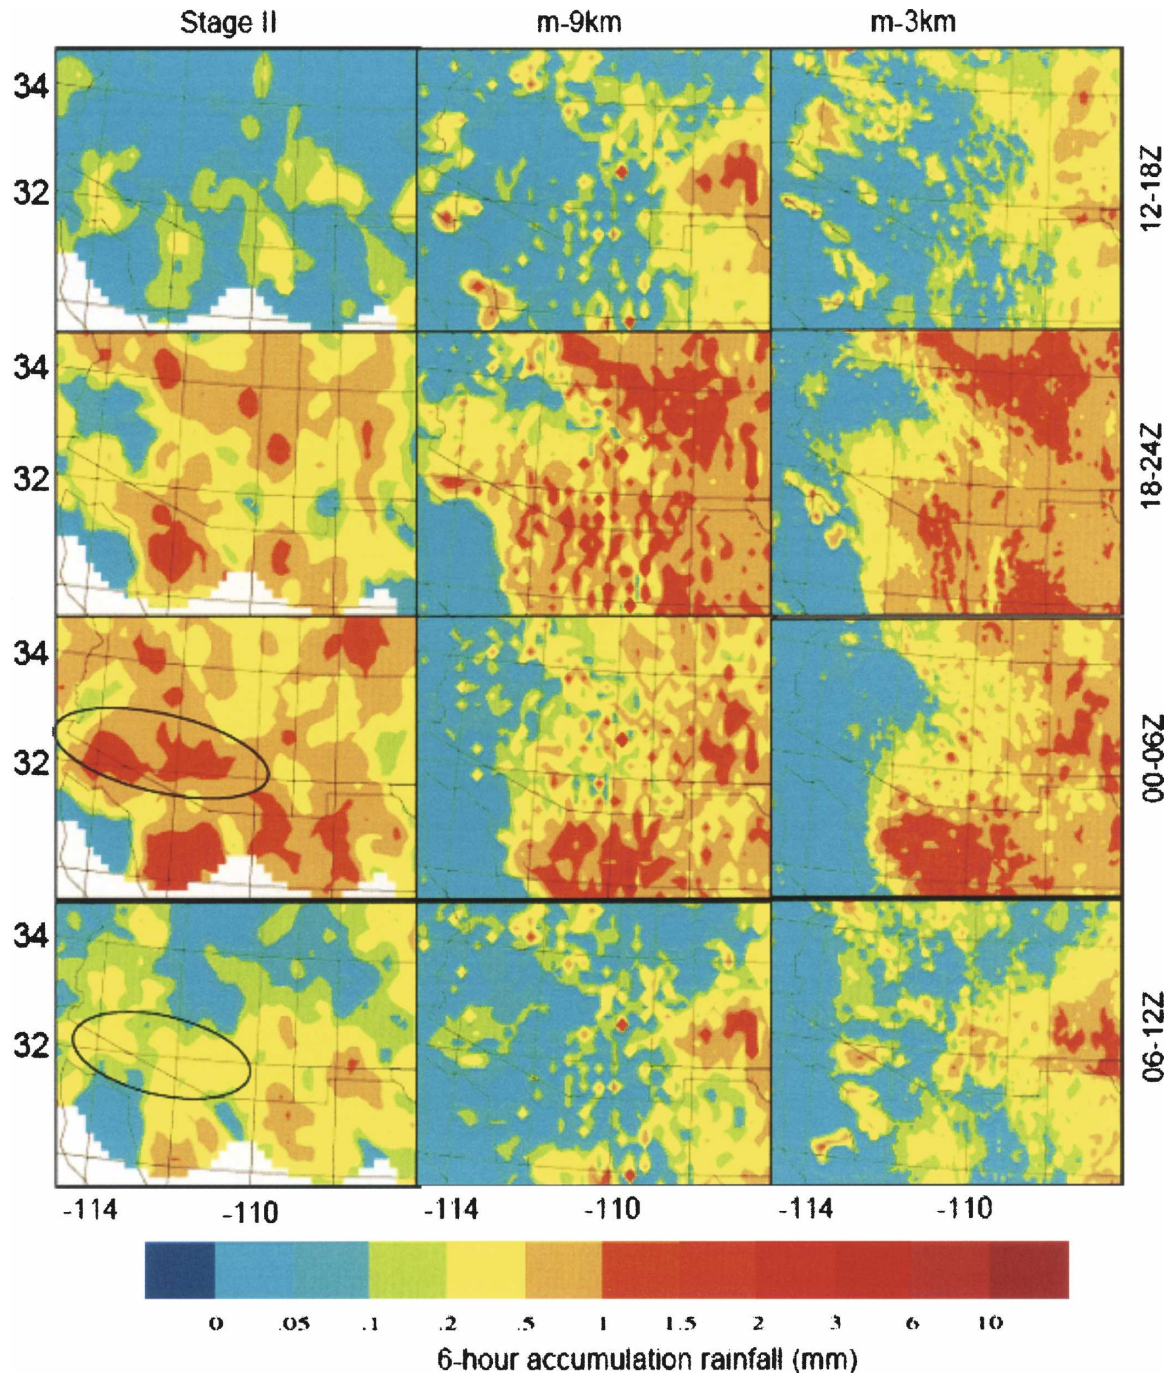 Stage II m-9km m-3km
34
32
12-18Z
34
32
18-24Z
34
32
00-06Z
34
32
06-12Z
-114 -110 -114 -110 -114 -110
0 .05 .1 .2 .5 1 1.5 2 3 6 10
6-hour accumulation rainfall (mm)